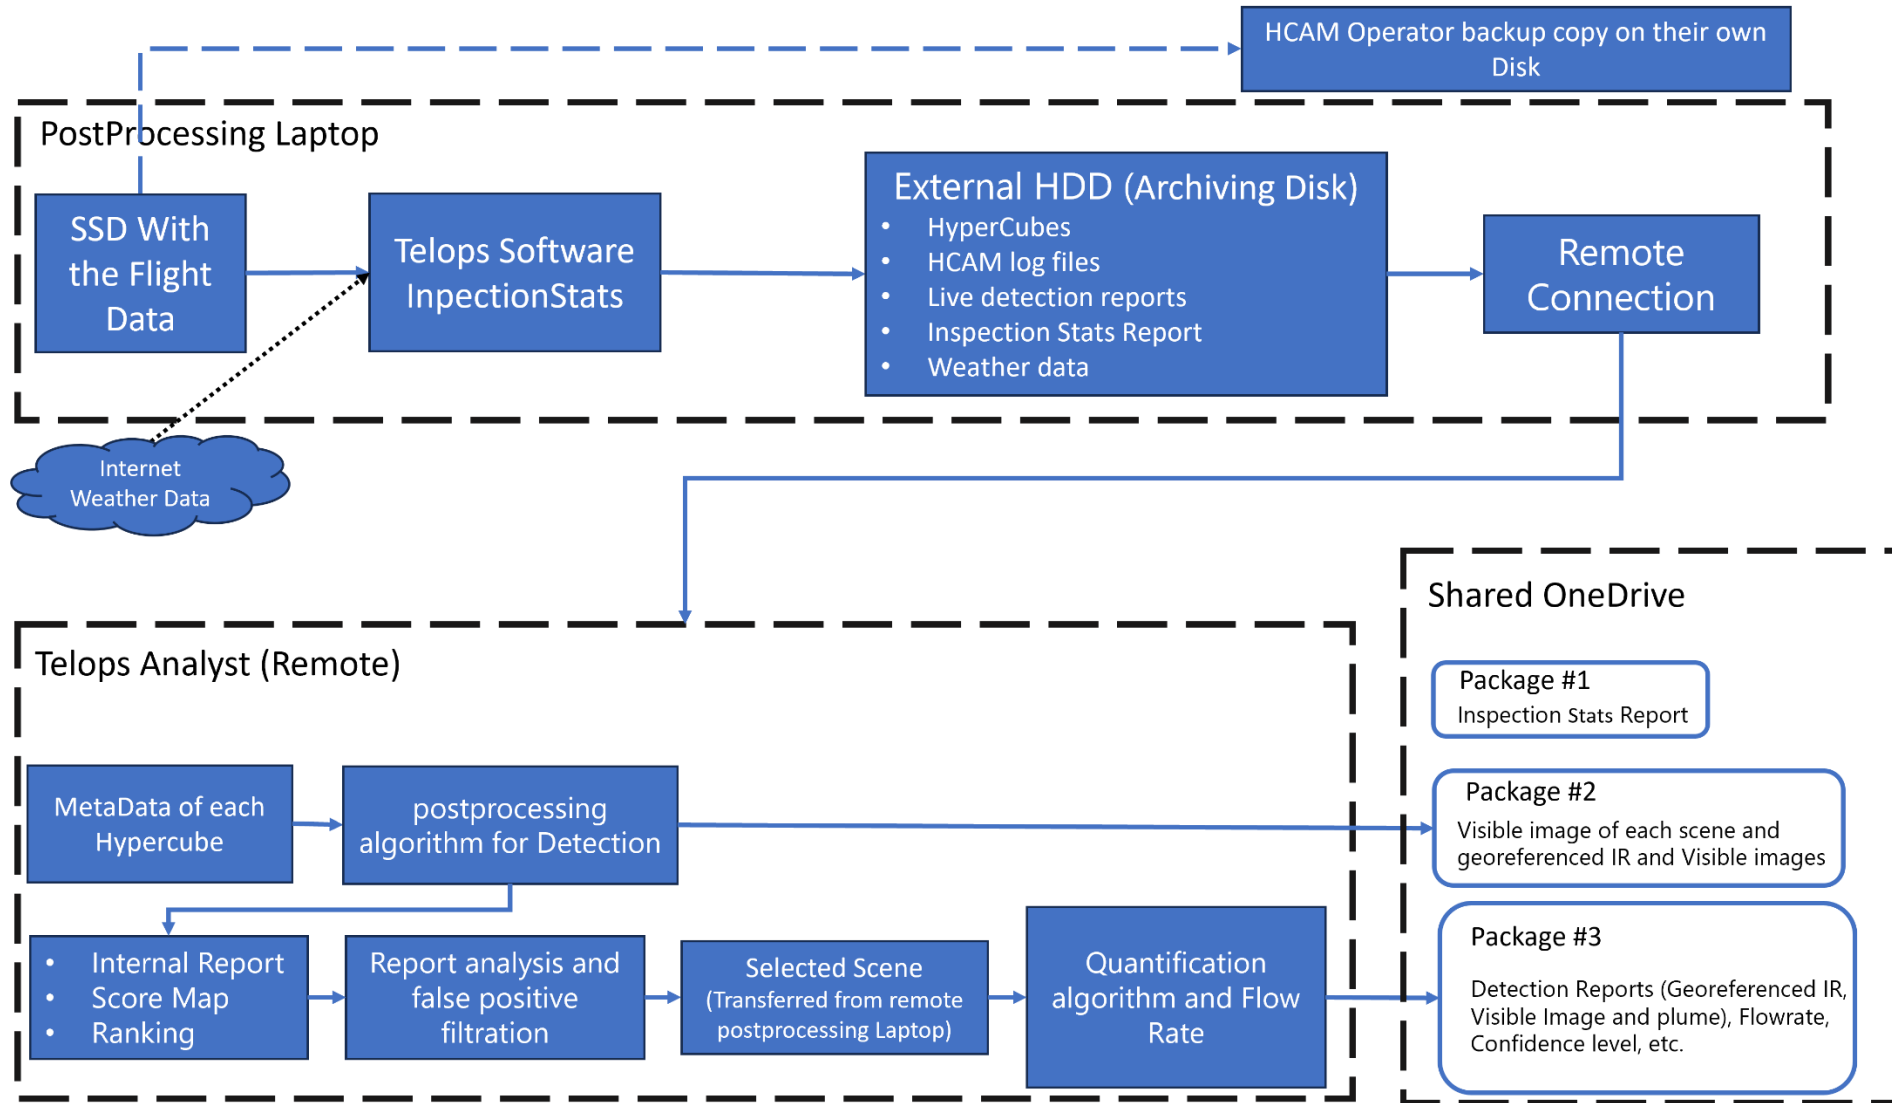 HCAM Operator backup copy on their own
Disk
PostProcessing Laptop
SSD With
the Flight
Data
Telops Software
InpectionStats
External HDD (Archiving Disk)
• HyperCubes
• HCAM log files
• Live detection reports
• Inspection Stats Report
• Weather data
Remote
Connection
Internet
Weather Data
Telops Analyst (Remote)
MetaData of each
Hypercube
postprocessing
algorithm for Detection
• Internal Report
• Score Map
• Ranking
Report analysis and
false positive
filtration
Selected Scene
(Transferred from remote
postprocessing Laptop)
Quantification
algorithm and Flow
Rate
Shared OneDrive
Package #1
Inspection Stats Report
Package #2
Visible image of each scene and
georeferenced IR and Visible images
Package #3
Detection Reports (Georeferenced IR,
Visible Image and plume), Flowrate,
Confidence level, etc.